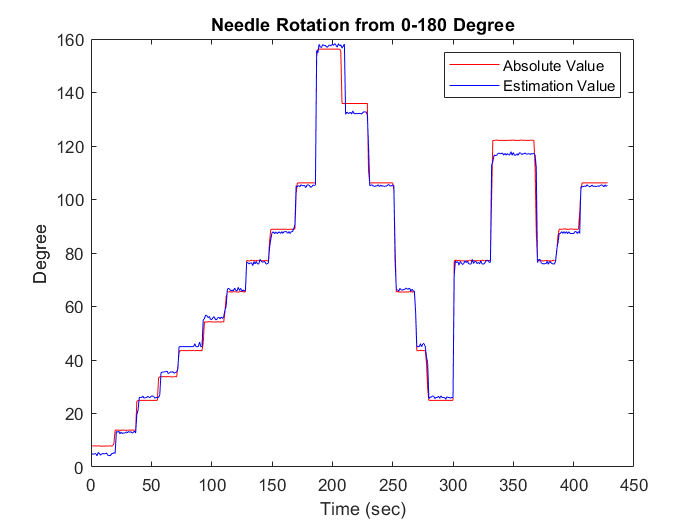 Needle Rotation from 0-180 Degree
160
140
120
100
80
60
40
20
0
Degree
Absolute Value
Estimation Value
0 50 100 150 200 250 300 350 400 450
Time (sec)